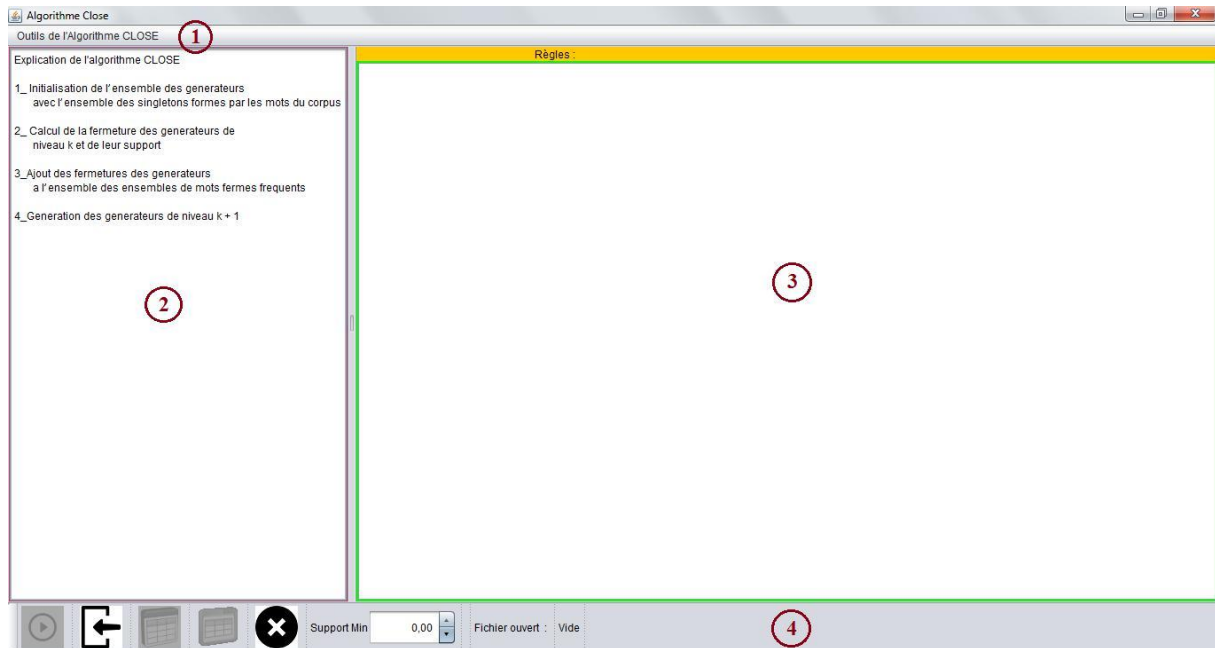 Algorithme Close
Outils de l'Algorithme CLOSE
1
Explication de l'algorithme CLOSE
1_ Initialisation de l'ensemble des generateurs
avec l'ensemble des singletons formes par les mots du corpus
2_ Calcul de la fermeture des generateurs de
niveau k et de leur support
3_Ajout des fermetures des generateurs
a l'ensemble des ensembles de mots fermes frequents
4_Generation des generateurs de niveau k + 1
2
Règles :
3
Support Min 0,00 Fichier ouvert : Vide
4